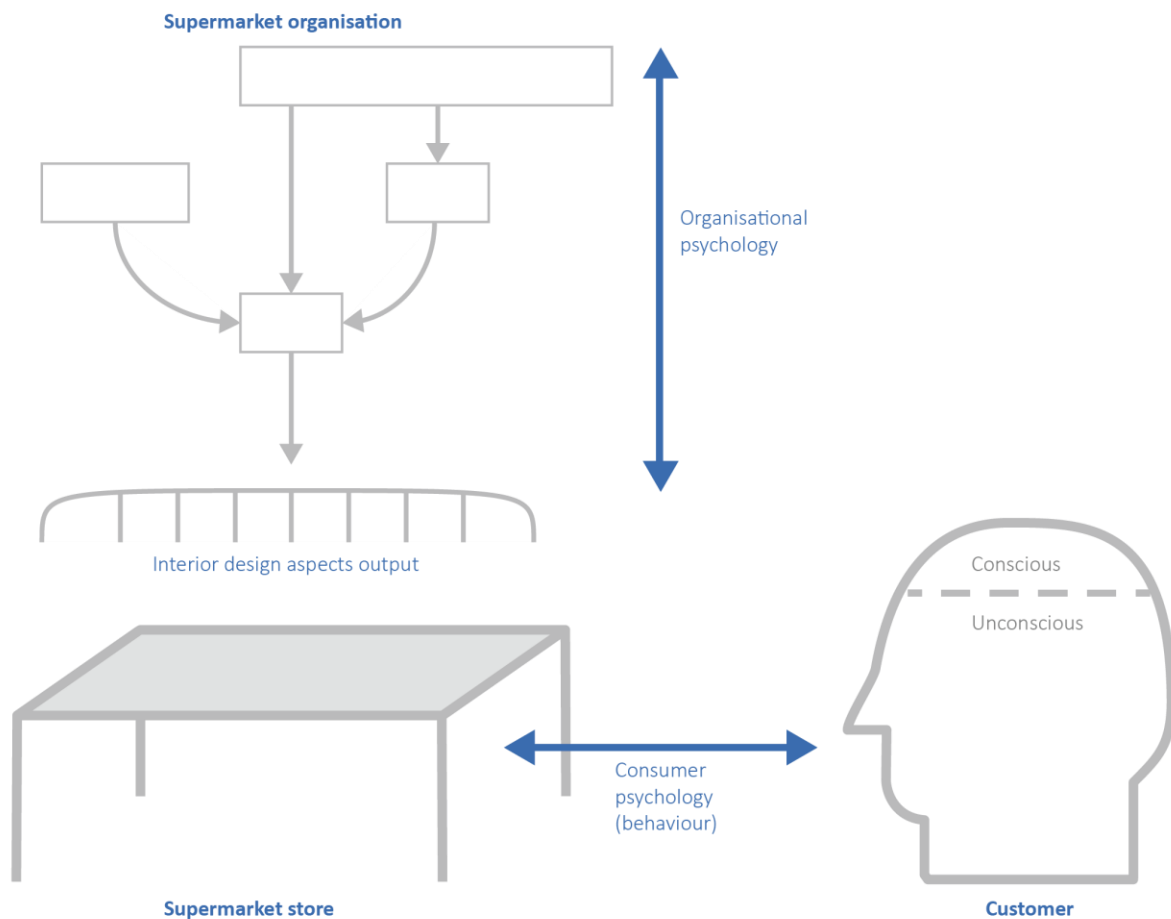 Supermarket organisation
Organisational
psychology
Interior design aspects output
Conscious
Unconscious
Consumer
psychology
(behaviour)
Supermarket store
Customer